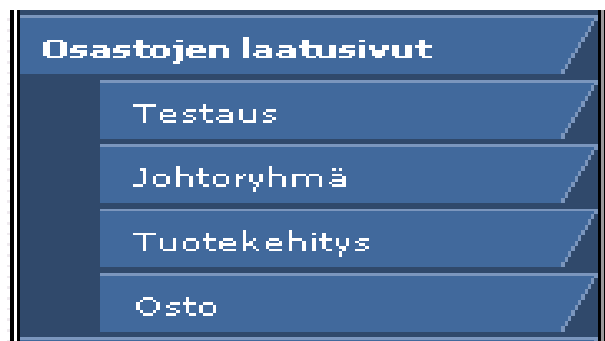 Osastojen laatusivut
Testaus
Johtoryhmä
Tuotekehitys
Osto